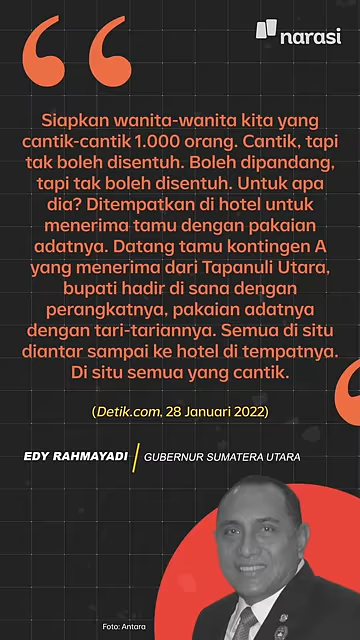 narasi
Siapkan wanita-wanita kita yang
cantik-cantik 1.000 orang. Cantik, tapi
tak boleh disentuh. Boleh dipandang,
tapi tak boleh disentuh. Untuk apa
dia? Ditempatkan di hotel untuk
menerima tamu dengan pakaian
adatnya. Datang tamu kontingen A
yang menerima dari Tapanuli Utara,
bupati hadir di sana dengan
perangkatnya, pakaian adatnya
dengan tari-tariannya. Semua di situ
diantar sampai ke hotel di tempatnya.
Di situ semua yang cantik.
(Detik.com, 28 Januari 2022)
EDY RAHMAYADI / GUBERNUR SUMATERA UTARA
Foto: Antara